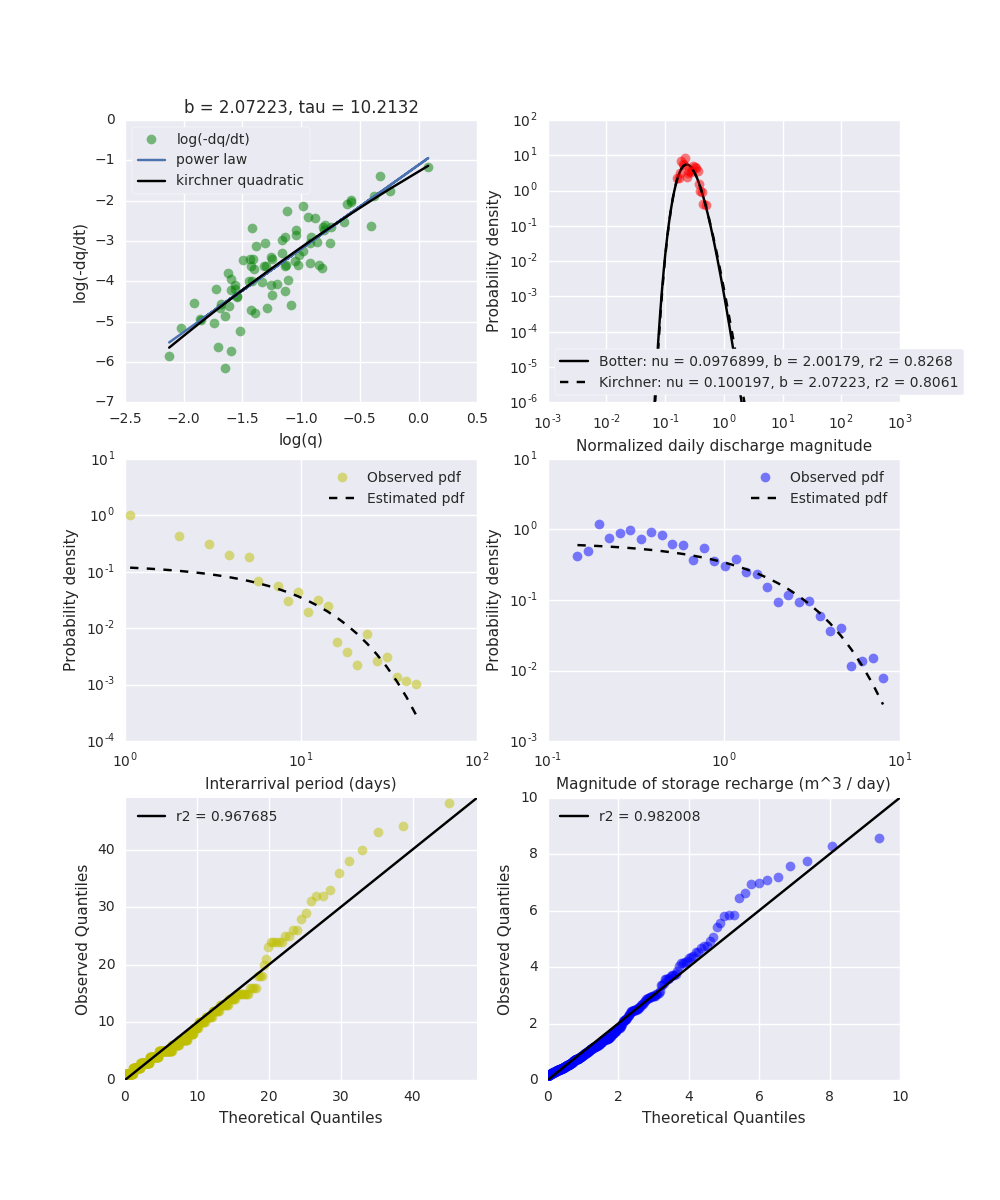 b = 2.07223, tau = 10.2132
0
−1
−2
−3
−4
−5
−6
−7
log(-dq/dt)
log(-dq/dt)
power law
kirchner quadratic
−2.5 −2.0 −1.5 −1.0 −0.5 0.0 0.5
log(q)
10^2
10^1
10^0
10^-1
10^-2
10^-3
10^-4
10^-5
10^-6
Probability density
Botter: nu = 0.0976899, b = 2.00179, r2 = 0.8268
Kirchner: nu = 0.100197, b = 2.07223, r2 = 0.8061
10^-3 10^-2 10^-1 10^0 10^1 10^2 10^3
Normalized daily discharge magnitude
10^1
10^0
10^-1
10^-2
10^-3
10^-4
Probability density
Observed pdf
Estimated pdf
10^0 10^1 10^2
Interarrival period (days)
10^1
10^0
10^-1
10^-2
10^-3
Probability density
Observed pdf
Estimated pdf
10^-1 10^0 10^1
Magnitude of storage recharge (m^3 / day)
40
30
20
10
0
Observed Quantiles
r2 = 0.967685
0 10 20 30 40
Theoretical Quantiles
10
8
6
4
2
0
Observed Quantiles
r2 = 0.982008
0 2 4 6 8 10
Theoretical Quantiles